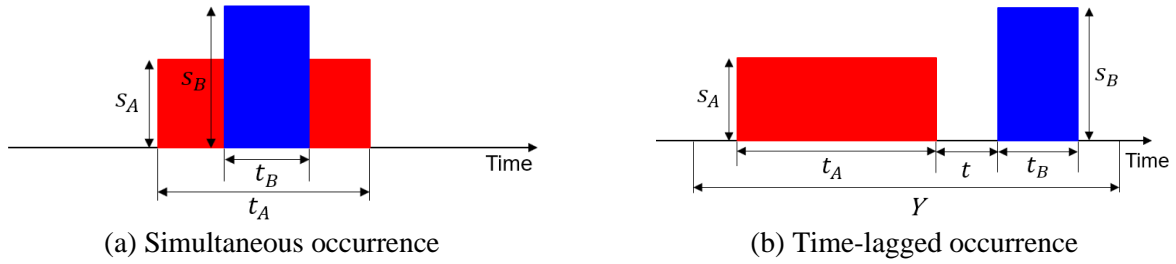 s_A
s_B
t_B
t_A
Time
(a) Simultaneous occurrence
s_A
s_B
t_A
t
t_B
Time
Y
(b) Time-lagged occurrence